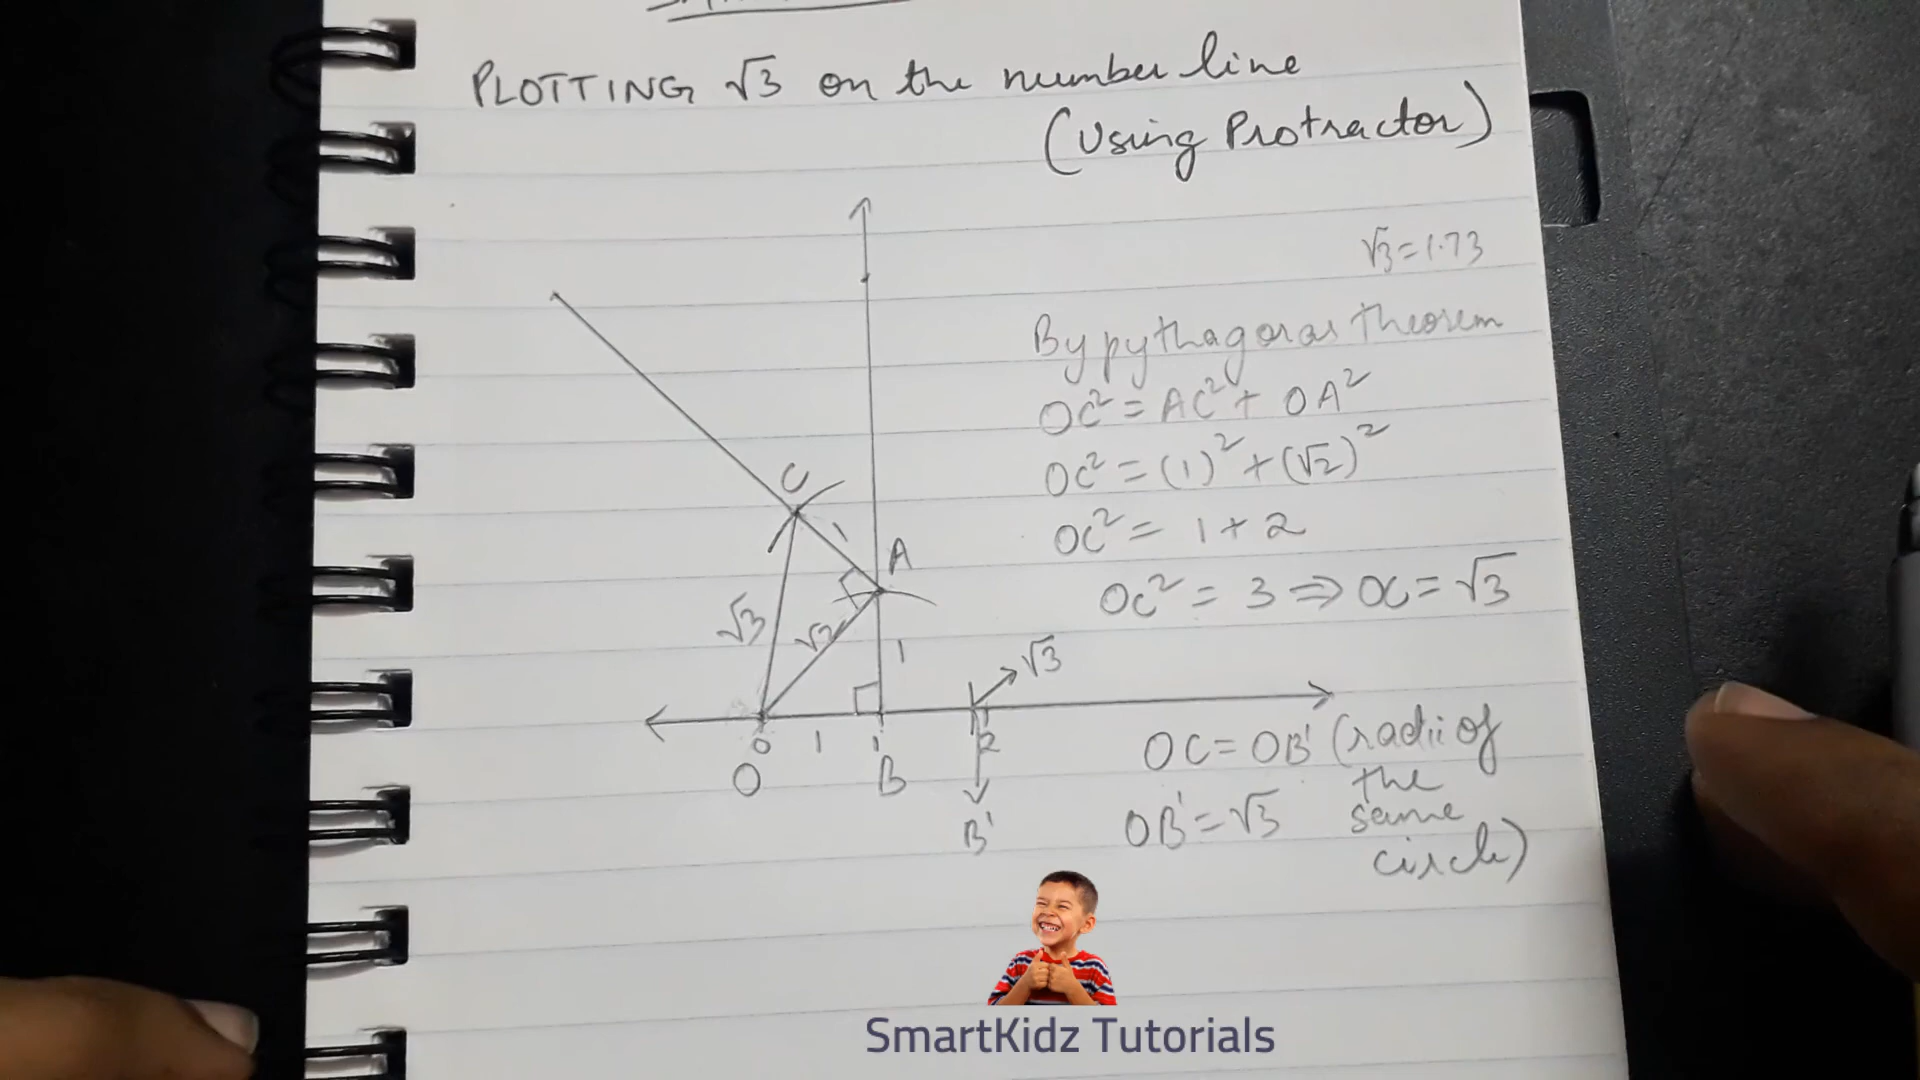 PLOTTING √3 on the number line
(Using Protractor)
√3=1.73
By pythagoras theorem
OC² = AC² + OA²
OC² = (1)² + (√2)²
OC² = 1 + 2
OC² = 3 ⇒ OC = √3
C
1
A
√3
√2
1
√3
0 1 1 2
O B
B'
OC = OB' (radii of
the
same
circle)
OB' = √3
SmartKidz Tutorials